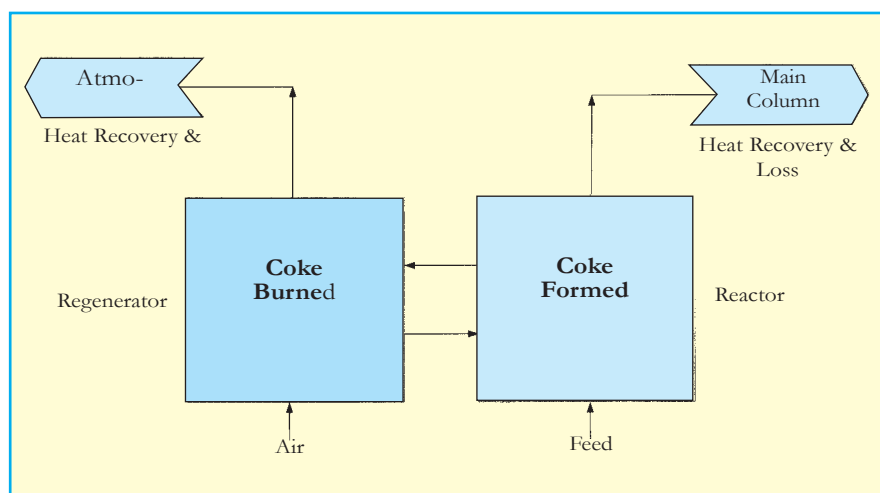 Atmo-
Heat Recovery &
Main
Column
Heat Recovery &
Loss
Coke
Burned
Coke
Formed
Regenerator
Reactor
Air
Feed